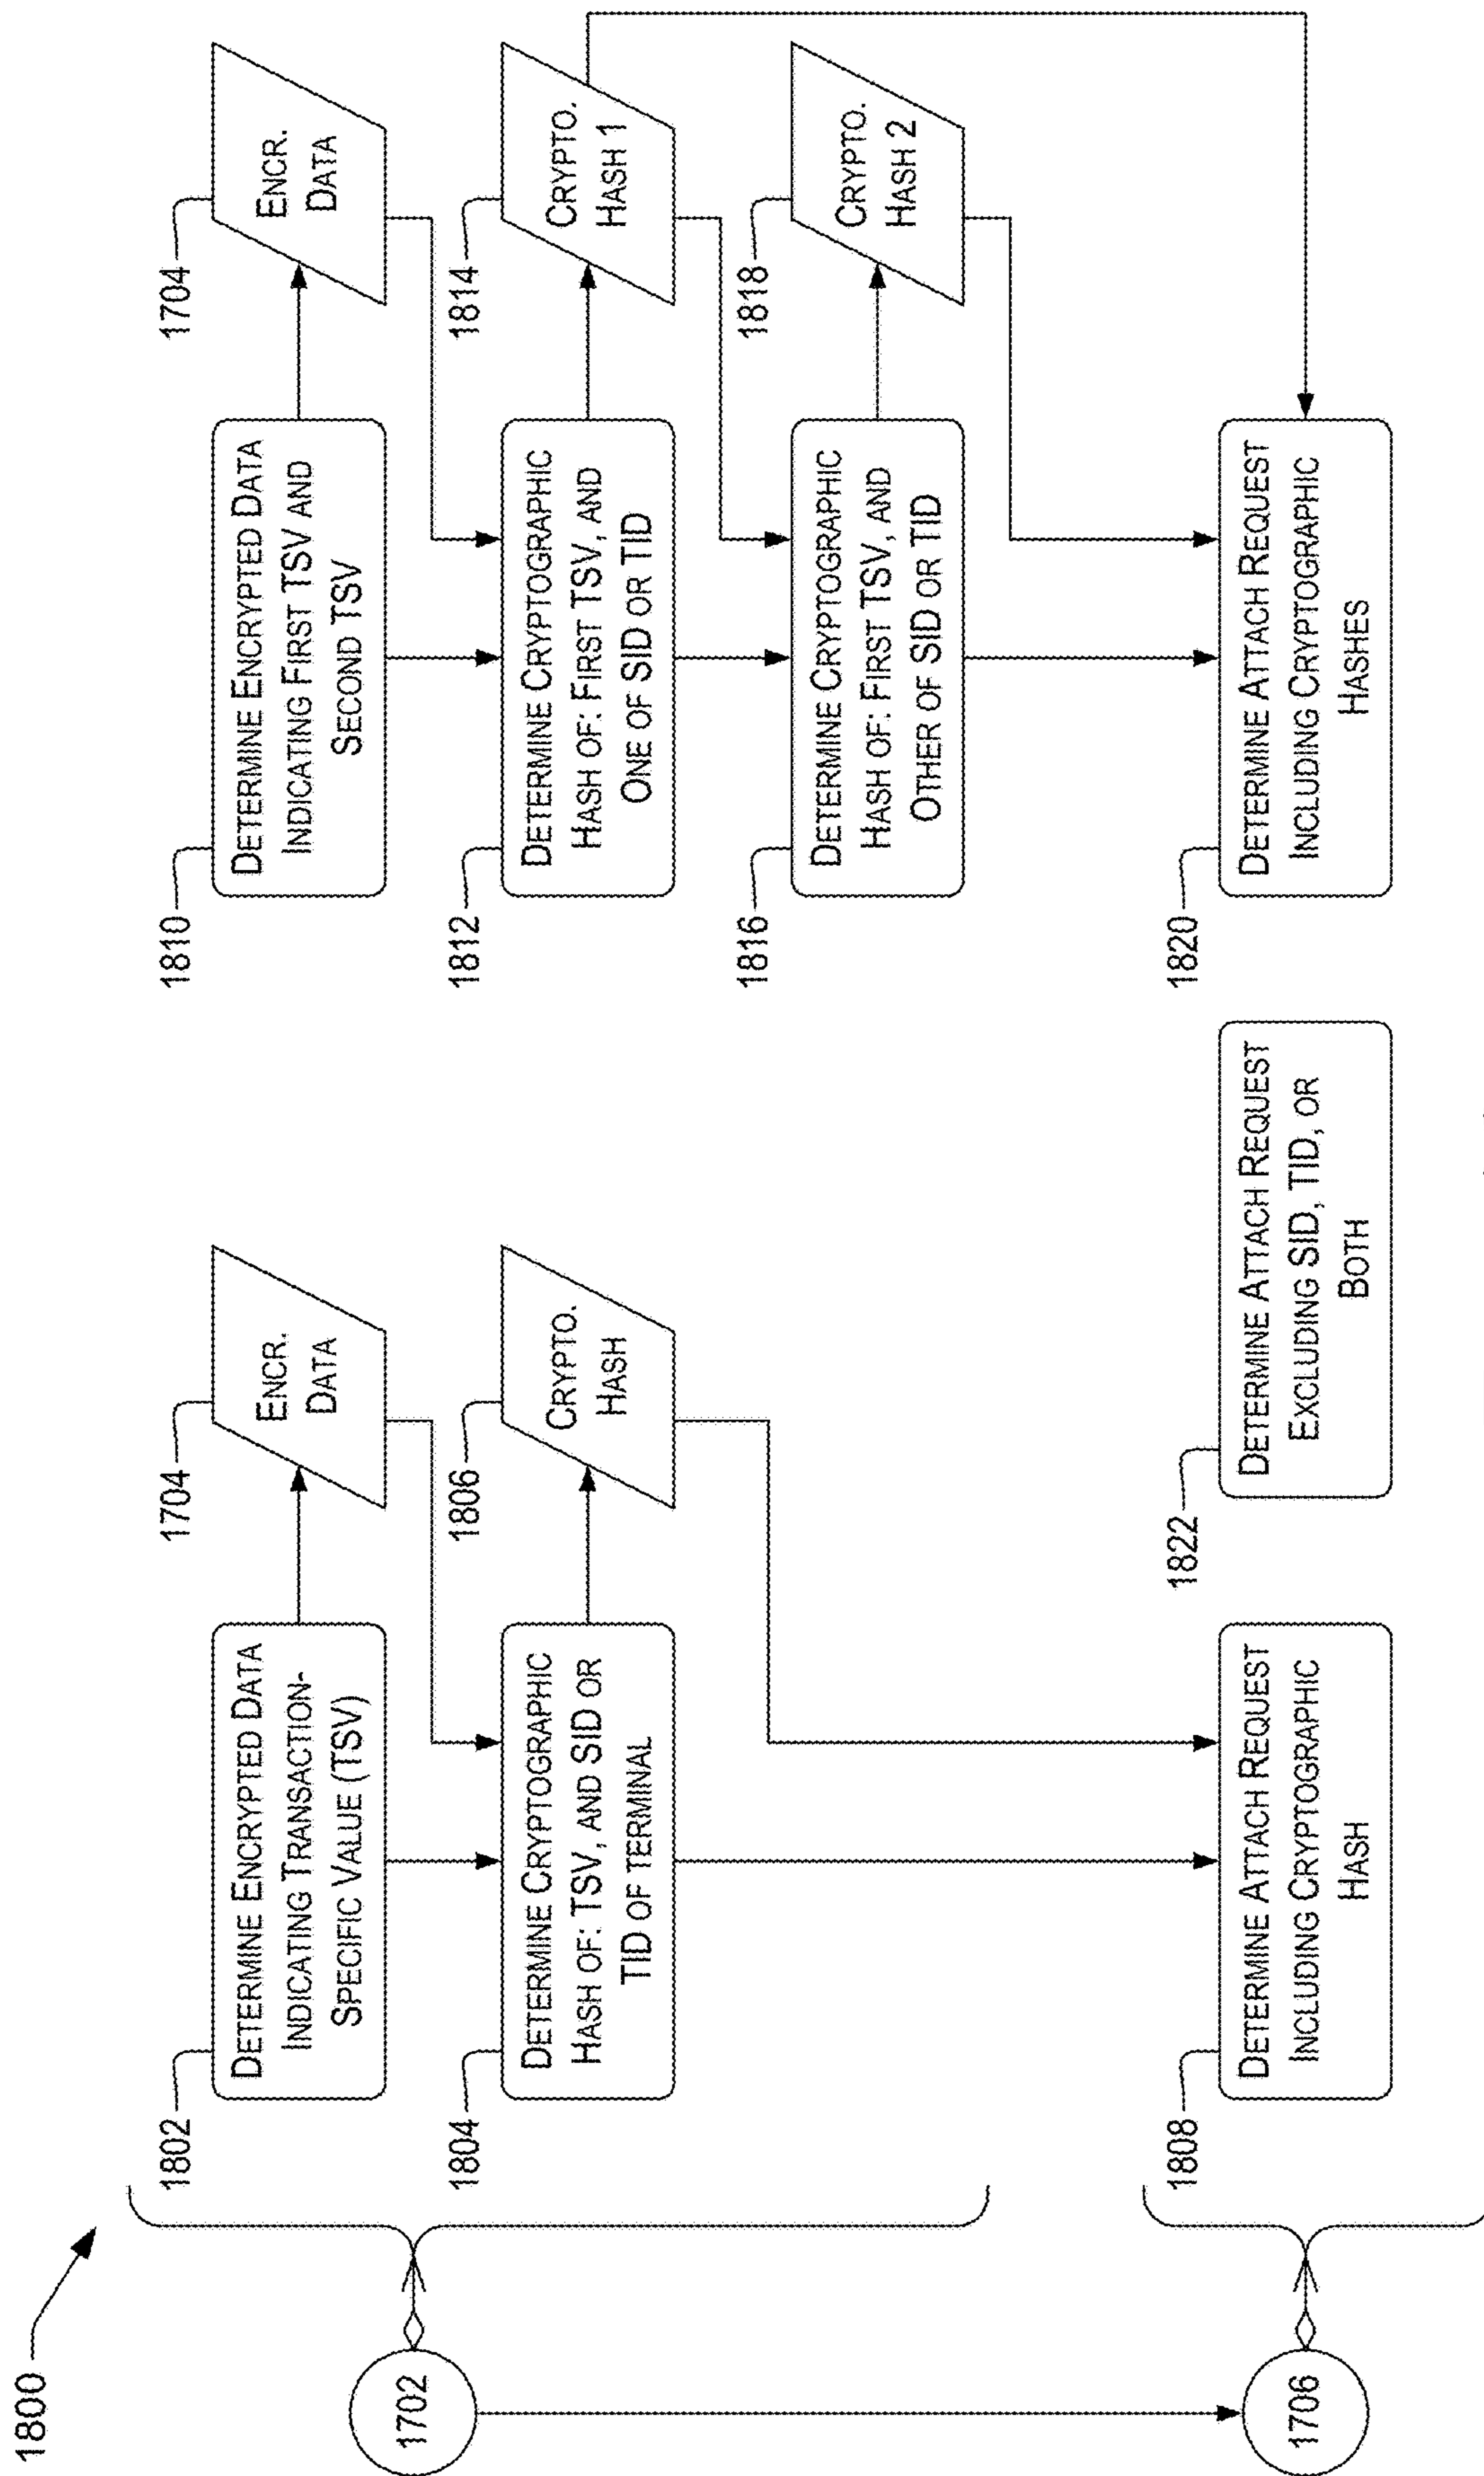 1800
1702
1706
1802
DETERMINE ENCRYPTED DATA
INDICATING TRANSACTION-
SPECIFIC VALUE (TSV)
1704
ENCR.
DATA
1804
DETERMINE CRYPTOGRAPHIC
HASH OF: TSV, AND SID OR
TID OF TERMINAL
1806
CRYPTO.
HASH
1808
DETERMINE ATTACH REQUEST
INCLUDING CRYPTOGRAPHIC
HASH
1822
DETERMINE ATTACH REQUEST
EXCLUDING SID, TID, OR
BOTH
1810
DETERMINE ENCRYPTED DATA
INDICATING FIRST TSV AND
SECOND TSV
1704
ENCR.
DATA
1812
DETERMINE CRYPTOGRAPHIC
HASH OF: FIRST TSV, AND
ONE OF SID OR TID
1814
CRYPTO.
HASH 1
1816
DETERMINE CRYPTOGRAPHIC
HASH OF: FIRST TSV, AND
OTHER OF SID OR TID
1818
CRYPTO.
HASH 2
1820
DETERMINE ATTACH REQUEST
INCLUDING CRYPTOGRAPHIC
HASHES